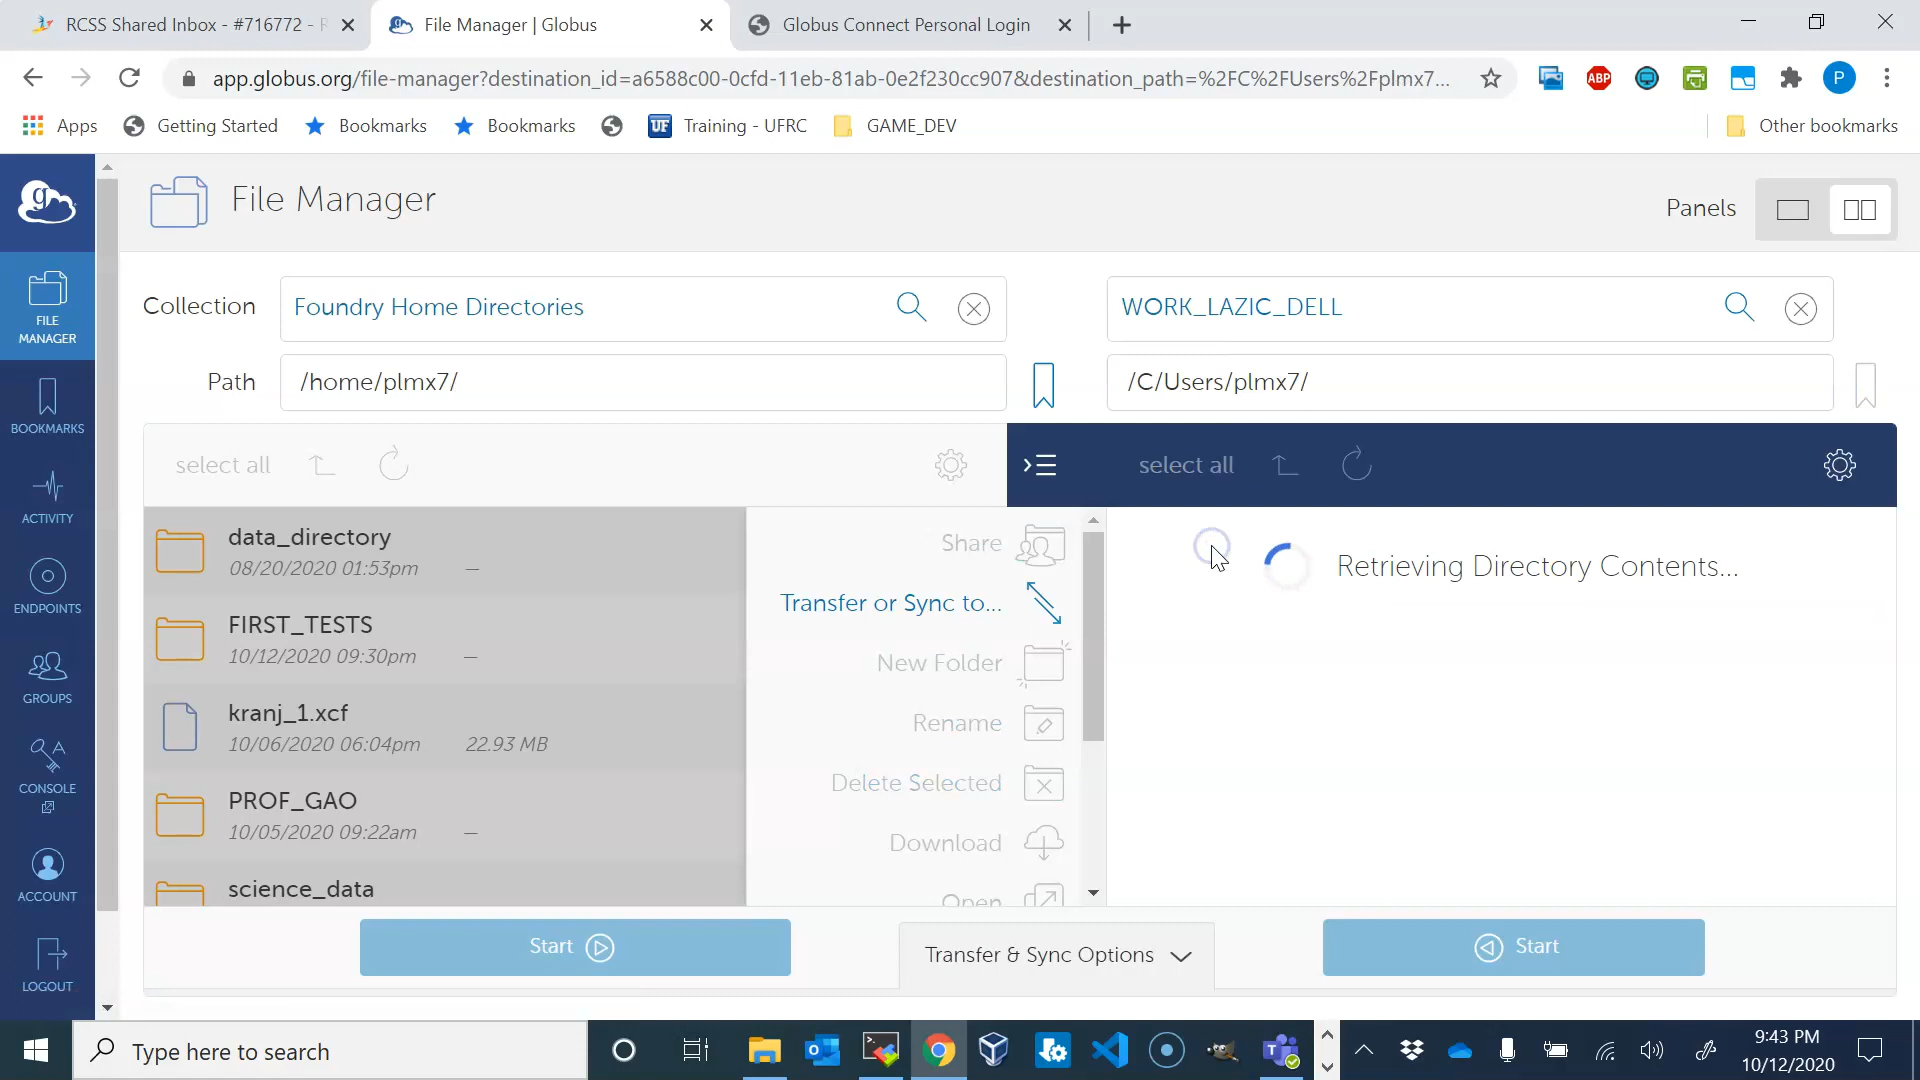 RCSS Shared Inbox - #716772 - R
File Manager | Globus
Globus Connect Personal Login
app.globus.org/file-manager?destination_id=a6588c00-0cfd-11eb-81ab-0e2f230cc907&destination_path=%2FC%2FUsers%2Fplmx7...
ABP
P
Apps
Getting Started
Bookmarks
Bookmarks
UF
Training - UFRC
GAME_DEV
Other bookmarks
g
File Manager
Panels
FILE
MANAGER
Collection
Foundry Home Directories
WORK_LAZIC_DELL
Path
/home/plmx7/
/C/Users/plmx7/
BOOKMARKS
select all
select all
ACTIVITY
data_directory
08/20/2020 01:53pm —
Share
Retrieving Directory Contents...
ENDPOINTS
Transfer or Sync to...
FIRST_TESTS
10/12/2020 09:30pm —
New Folder
GROUPS
kranj_1.xcf
10/06/2020 06:04pm 22.93 MB
Rename
CONSOLE
Delete Selected
PROF_GAO
10/05/2020 09:22am —
Download
ACCOUNT
science_data
Open
Start
Transfer & Sync Options
Start
LOGOUT
Type here to search
9:43 PM
10/12/2020